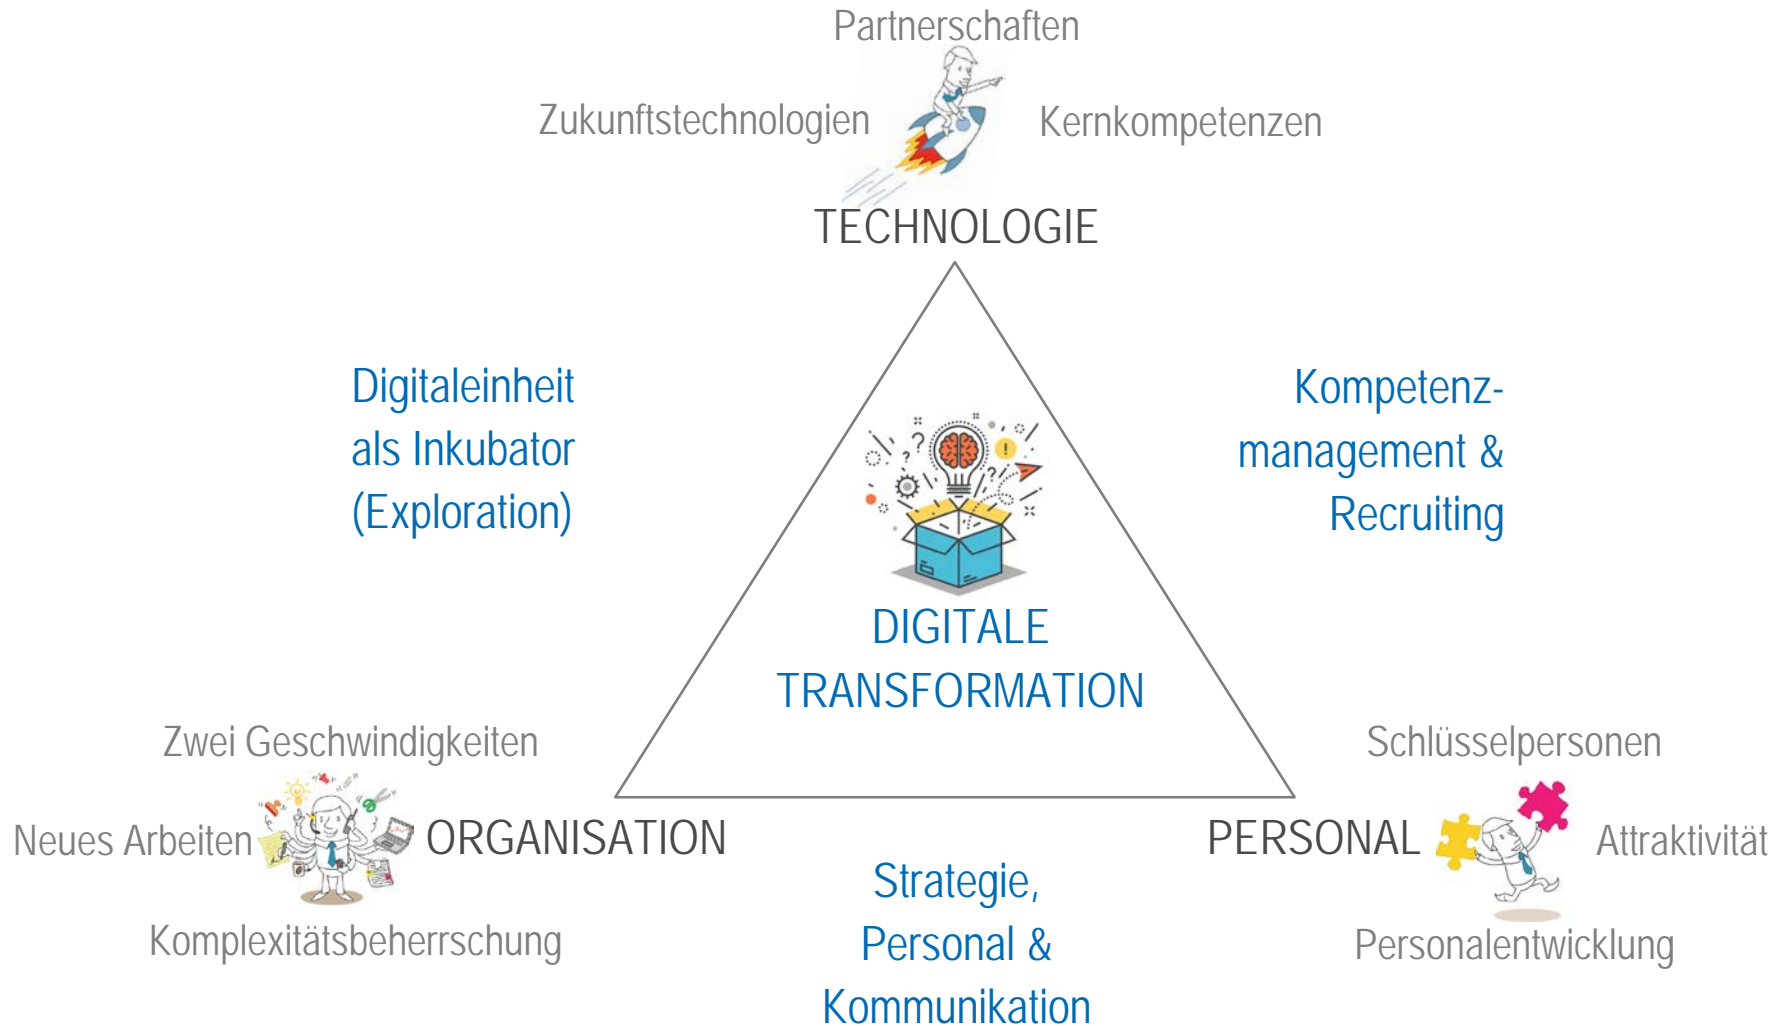 Partnerschaften
Zukunftstechnologien
Kernkompetenzen
TECHNOLOGIE
Digitaleinheit
als Inkubator
(Exploration)
Kompetenz-
management &
Recruiting
DIGITALE
TRANSFORMATION
Zwei Geschwindigkeiten
Neues Arbeiten
ORGANISATION
Komplexitätsbeherrschung
Schlüsselpersonen
PERSONAL
Attraktivität
Personalentwicklung
Strategie,
Personal &
Kommunikation